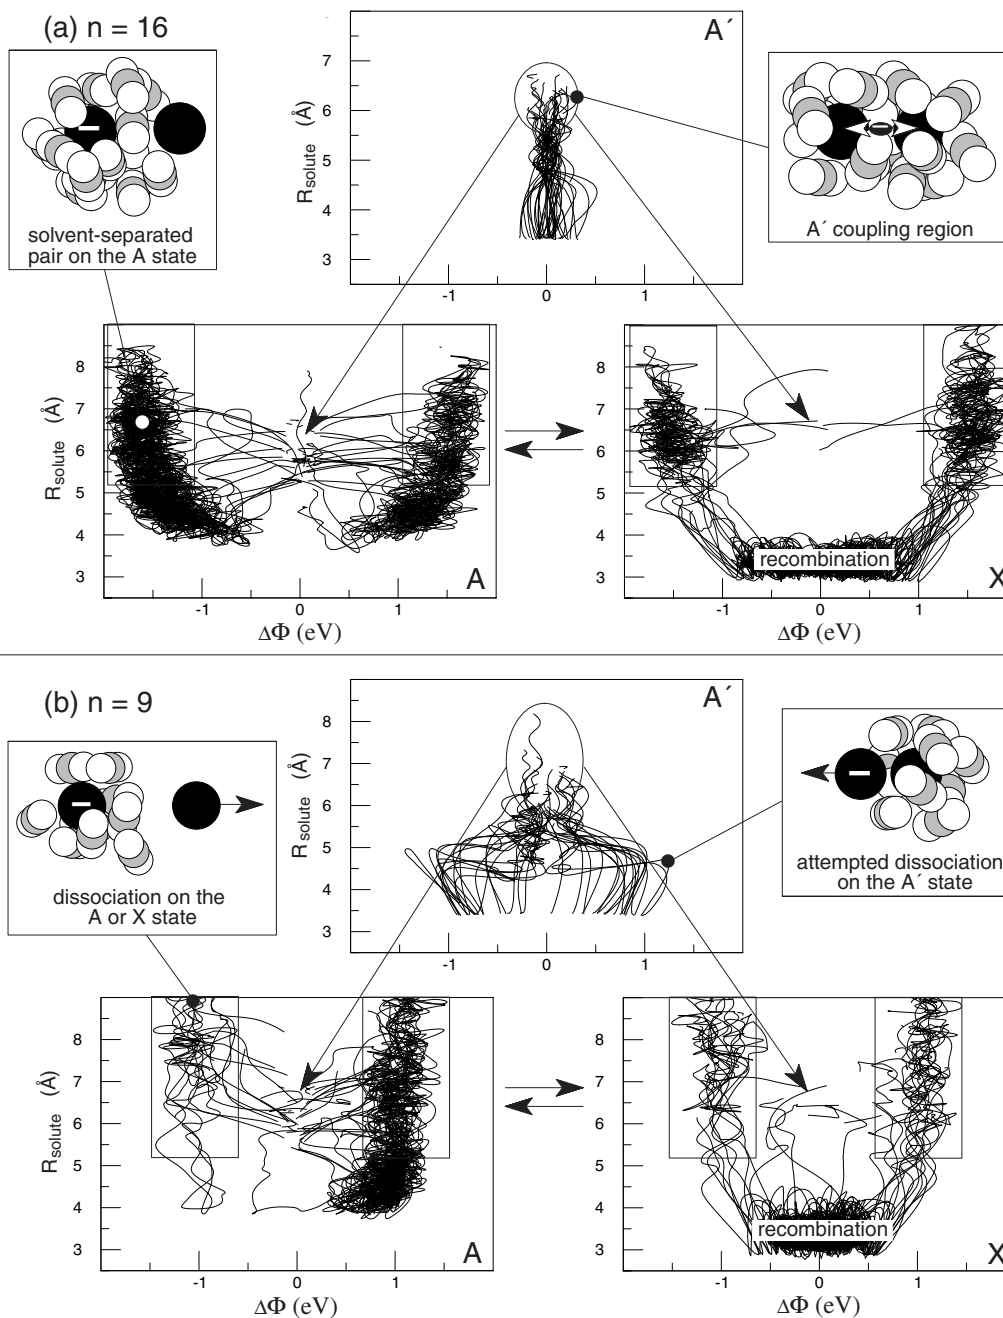 (a) n = 16
A´
R solute (Å)
7
6
5
4
3
-1 0 1
solvent-separated
pair on the A state
A´ coupling region
R solute (Å)
8
7
6
5
4
3
-1 0 1
ΔΦ (eV)
A
recombination
8
7
6
5
4
3
-1 0 1
ΔΦ (eV)
X
(b) n = 9
A´
R solute (Å)
8
7
6
5
4
3
-1 0 1
dissociation on the
A or X state
attempted dissociation
on the A´ state
R solute (Å)
8
7
6
5
4
3
-1 0 1
ΔΦ (eV)
A
recombination
8
7
6
5
4
3
-1 0 1
ΔΦ (eV)
X